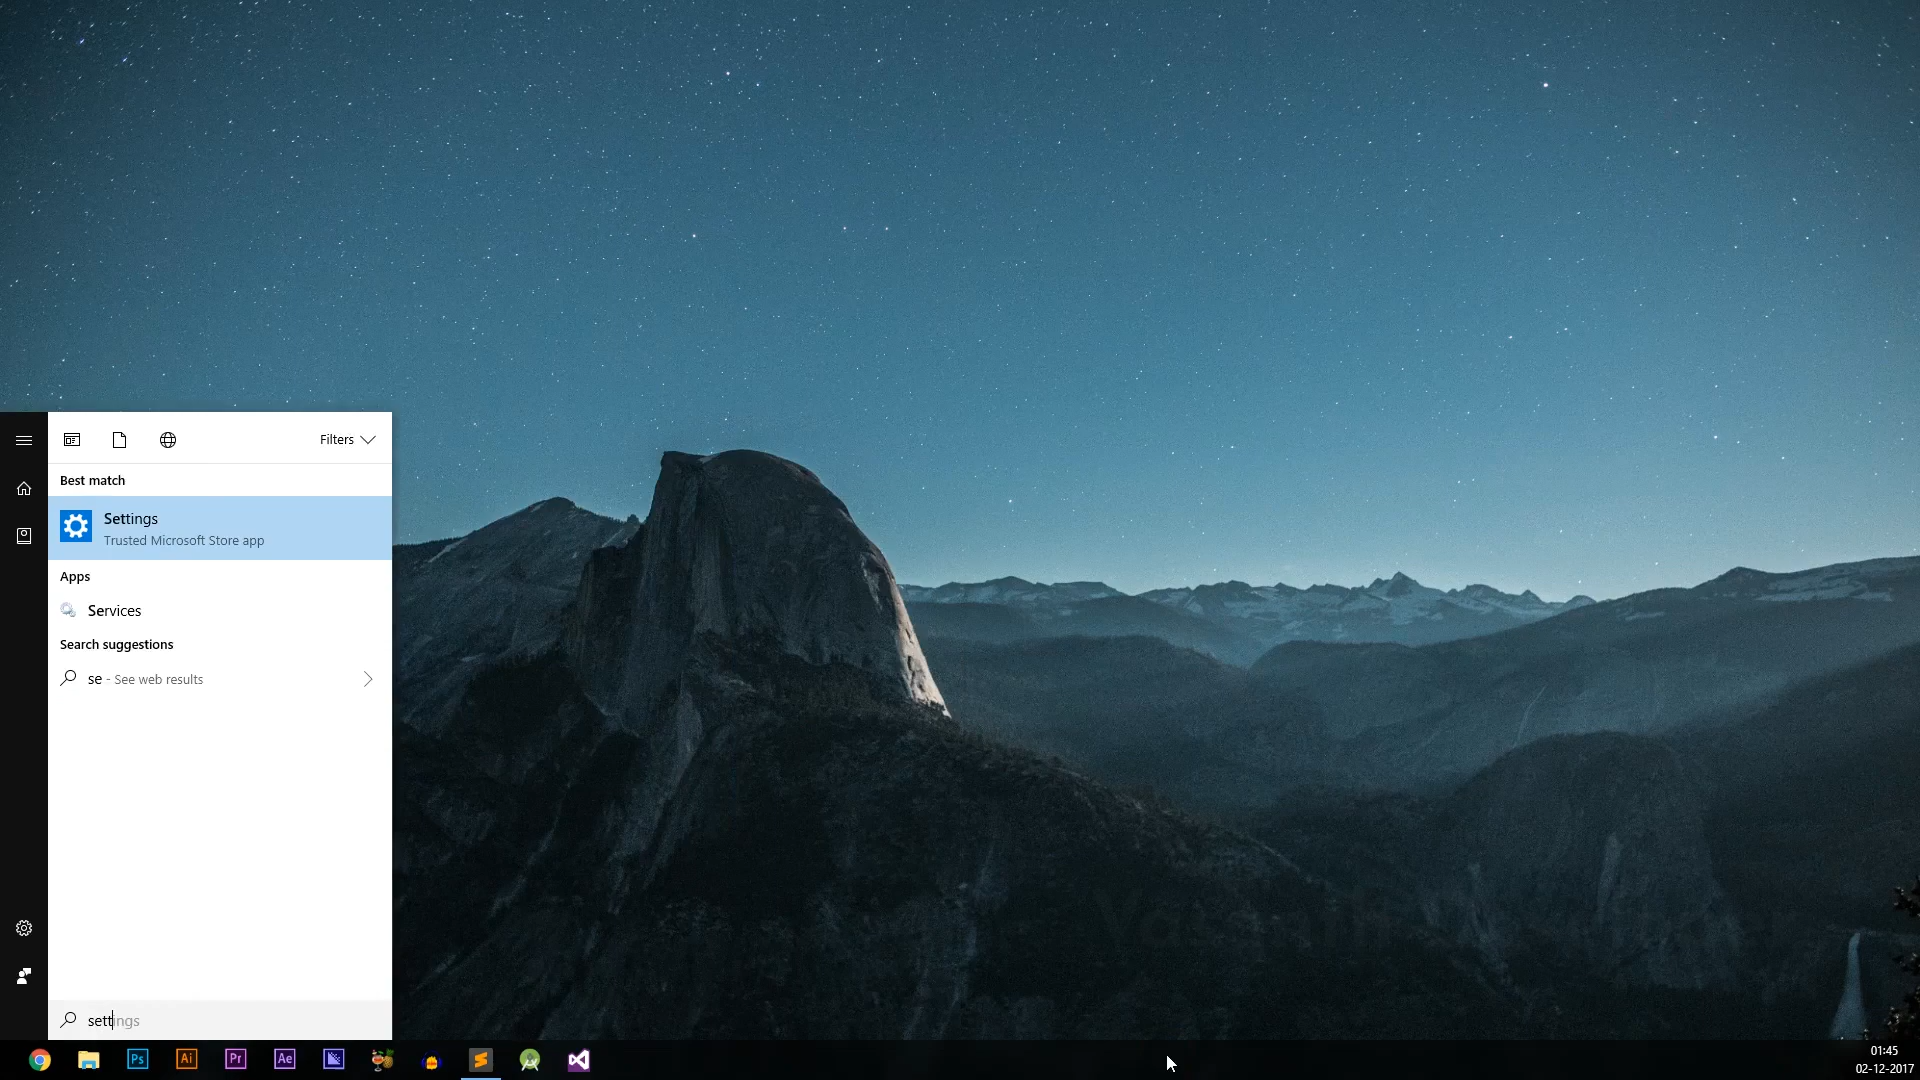 Filters
Best match
Settings
Trusted Microsoft Store app
Apps
Services
Search suggestions
se - See web results
settings
Ps Ai Pr Ae
01:45
02-12-2017